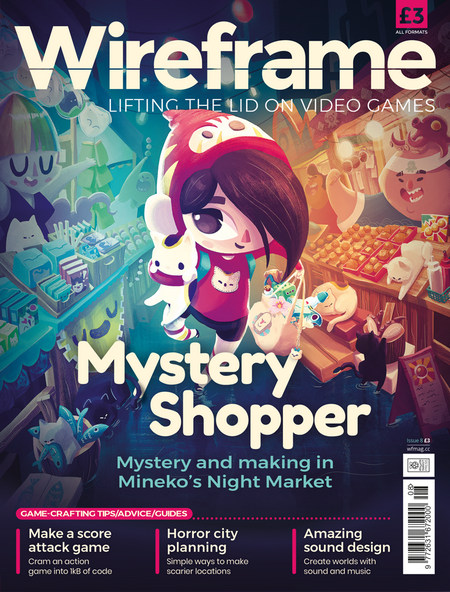 £3
ALL FORMATS
Wireframe
LIFTING THE LID ON VIDEO GAMES
Mystery
Shopper
Mystery and making in
Mineko's Night Market
Issue 8
wfmag.cc
GAME-CRAFTING TIPS/ADVICE/GUIDES
Make a score
attack game
Cram an action
game into 1kB of code
Horror city
planning
Simple ways to make
scarier locations
Amazing
sound design
Create worlds with
sound and music
08
9 772631 672000